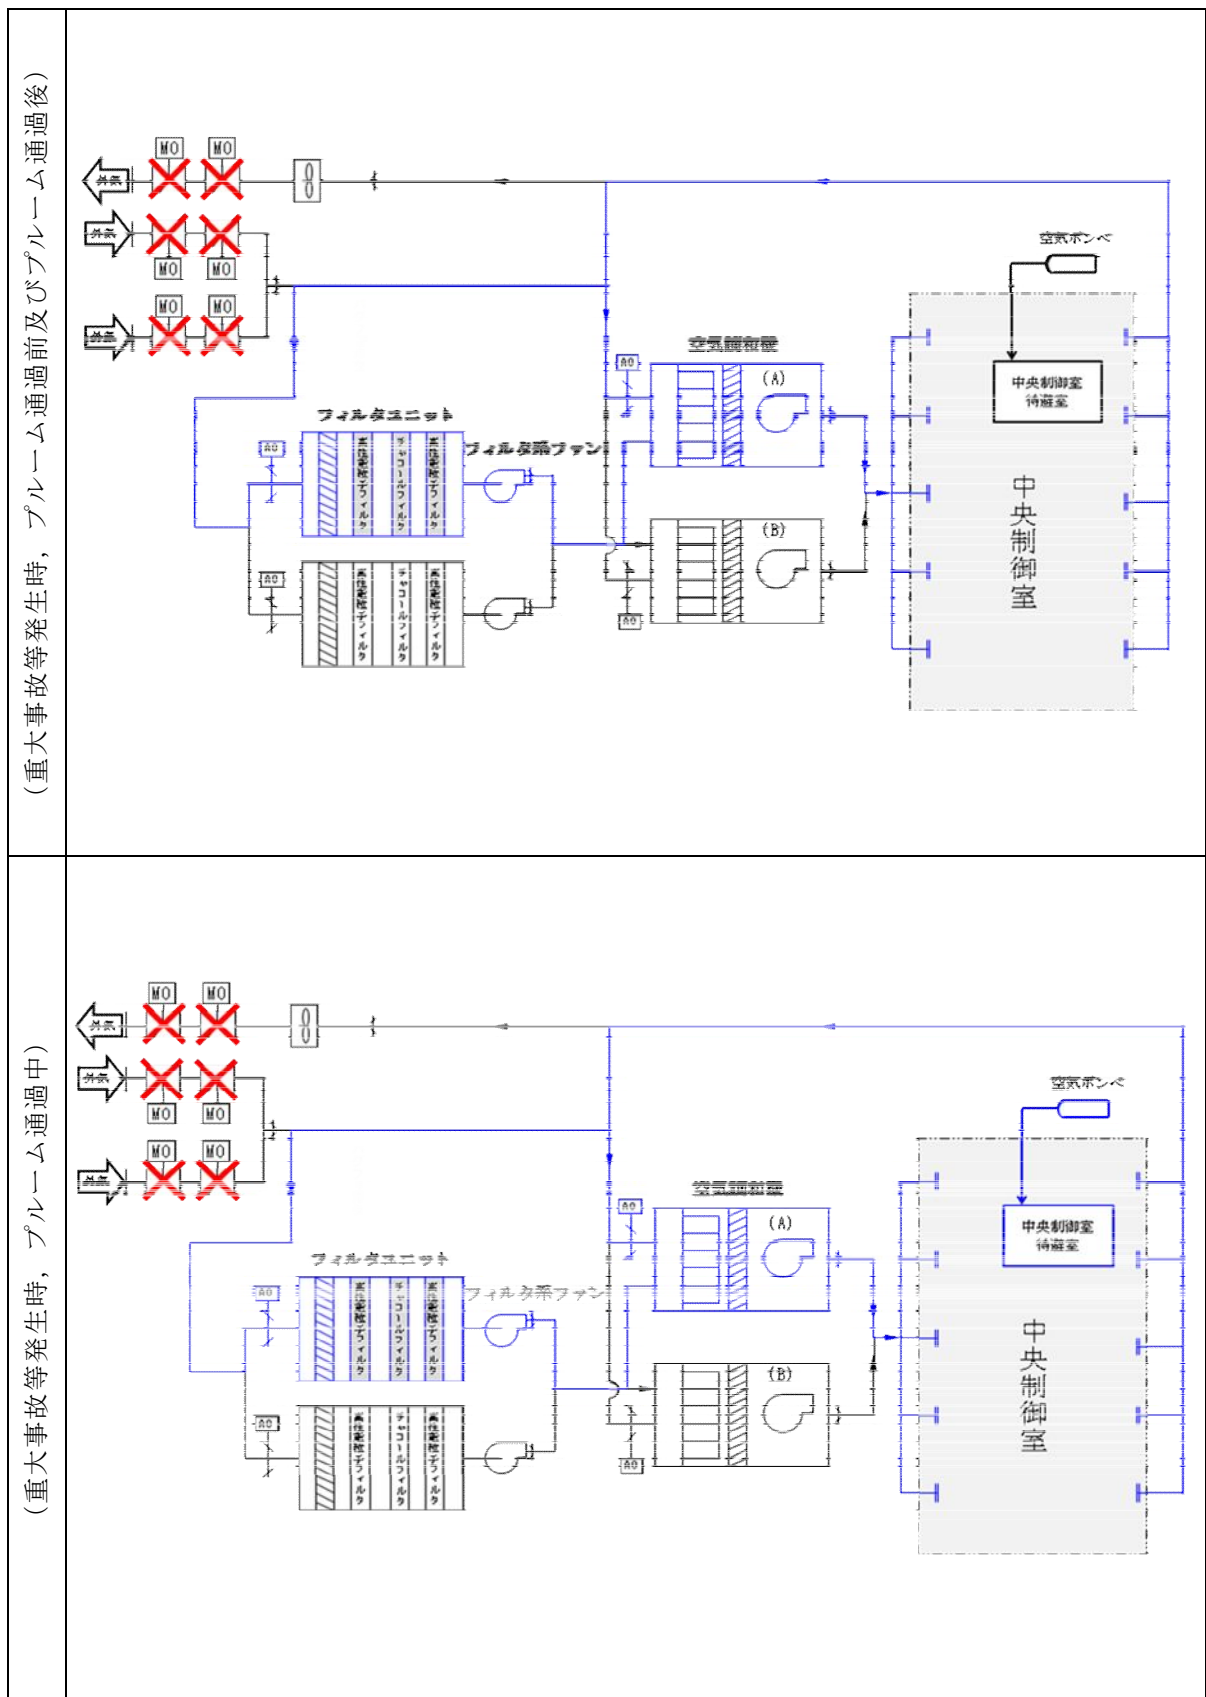 (重大事故等発生時，プルーム通過前及びプルーム通過後)
MO
MO
外気
外気
MO
MO
MO
MO
外気
空気ボンベ
空気調和機
AO
(A)
中央制御室
待避室
フィルタユニット
フィルタ系ファン
AO
高性能粒子フィルタ
チャコールフィルタ
高性能粒子フィルタ
中央制御室
(B)
AO
高性能粒子フィルタ
チャコールフィルタ
高性能粒子フィルタ
AO
(重大事故等発生時，プルーム通過中)
MO
MO
外気
外気
MO
MO
MO
MO
外気
空気ボンベ
空気調和機
AO
(A)
中央制御室
待避室
フィルタユニット
フィルタ系ファン
AO
高性能粒子フィルタ
チャコールフィルタ
高性能粒子フィルタ
中央制御室
(B)
AO
高性能粒子フィルタ
チャコールフィルタ
高性能粒子フィルタ
AO